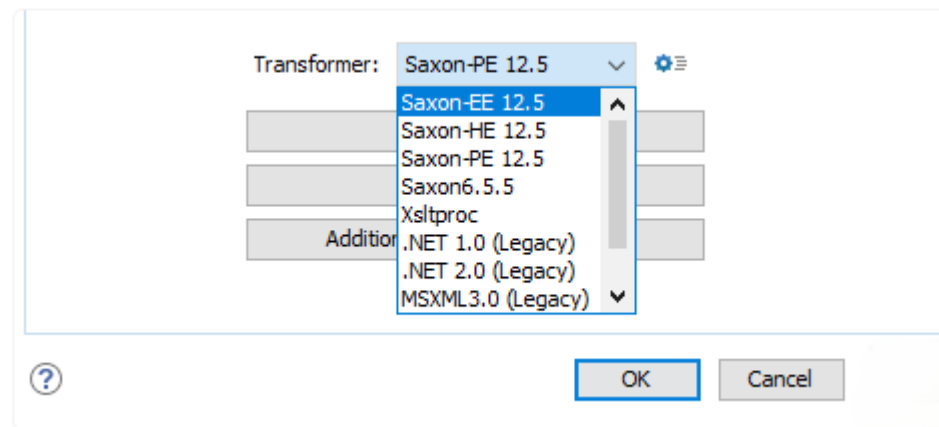 Transformer: Saxon-PE 12.5
Saxon-EE 12.5
Saxon-HE 12.5
Saxon-PE 12.5
Saxon6.5.5
Xsltproc
.NET 1.0 (Legacy)
.NET 2.0 (Legacy)
MSXML3.0 (Legacy)
?
OK Cancel